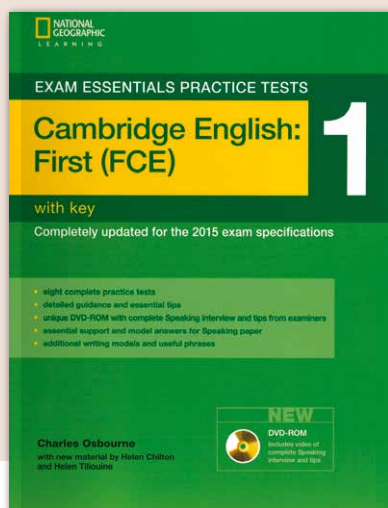 NATIONAL
GEOGRAPHIC
LEARNING
EXAM ESSENTIALS PRACTICE TESTS
Cambridge English:
First (FCE)
1
with key
Completely updated for the 2015 exam specifications
• eight complete practice tests
• detailed guidance and essential tips
• unique DVD-ROM with complete Speaking interview and tips from examiners
• essential support and model answers for Speaking paper
• additional writing models and useful phrases
Charles Osbourne
with new material by Helen Chilton
and Helen Tiliouine
NEW
DVD-ROM
Includes video of
complete Speaking
interview and tips